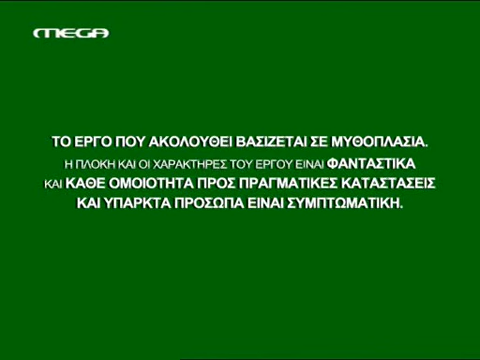 MEGA
ΤΟ ΕΡΓΟ ΠΟΥ ΑΚΟΛΟΥΘΕΙ ΒΑΣΙΖΕΤΑΙ ΣΕ ΜΥΘΟΠΛΑΣΙΑ.
Η ΠΛΟΚΗ ΚΑΙ ΟΙ ΧΑΡΑΚΤΗΡΕΣ ΤΟΥ ΕΡΓΟΥ ΕΙΝΑΙ ΦΑΝΤΑΣΤΙΚΑ
ΚΑΙ ΚΑΘΕ ΟΜΟΙΟΤΗΤΑ ΠΡΟΣ ΠΡΑΓΜΑΤΙΚΕΣ ΚΑΤΑΣΤΑΣΕΙΣ
ΚΑΙ ΥΠΑΡΚΤΑ ΠΡΟΣΩΠΑ ΕΙΝΑΙ ΣΥΜΠΤΩΜΑΤΙΚΗ.